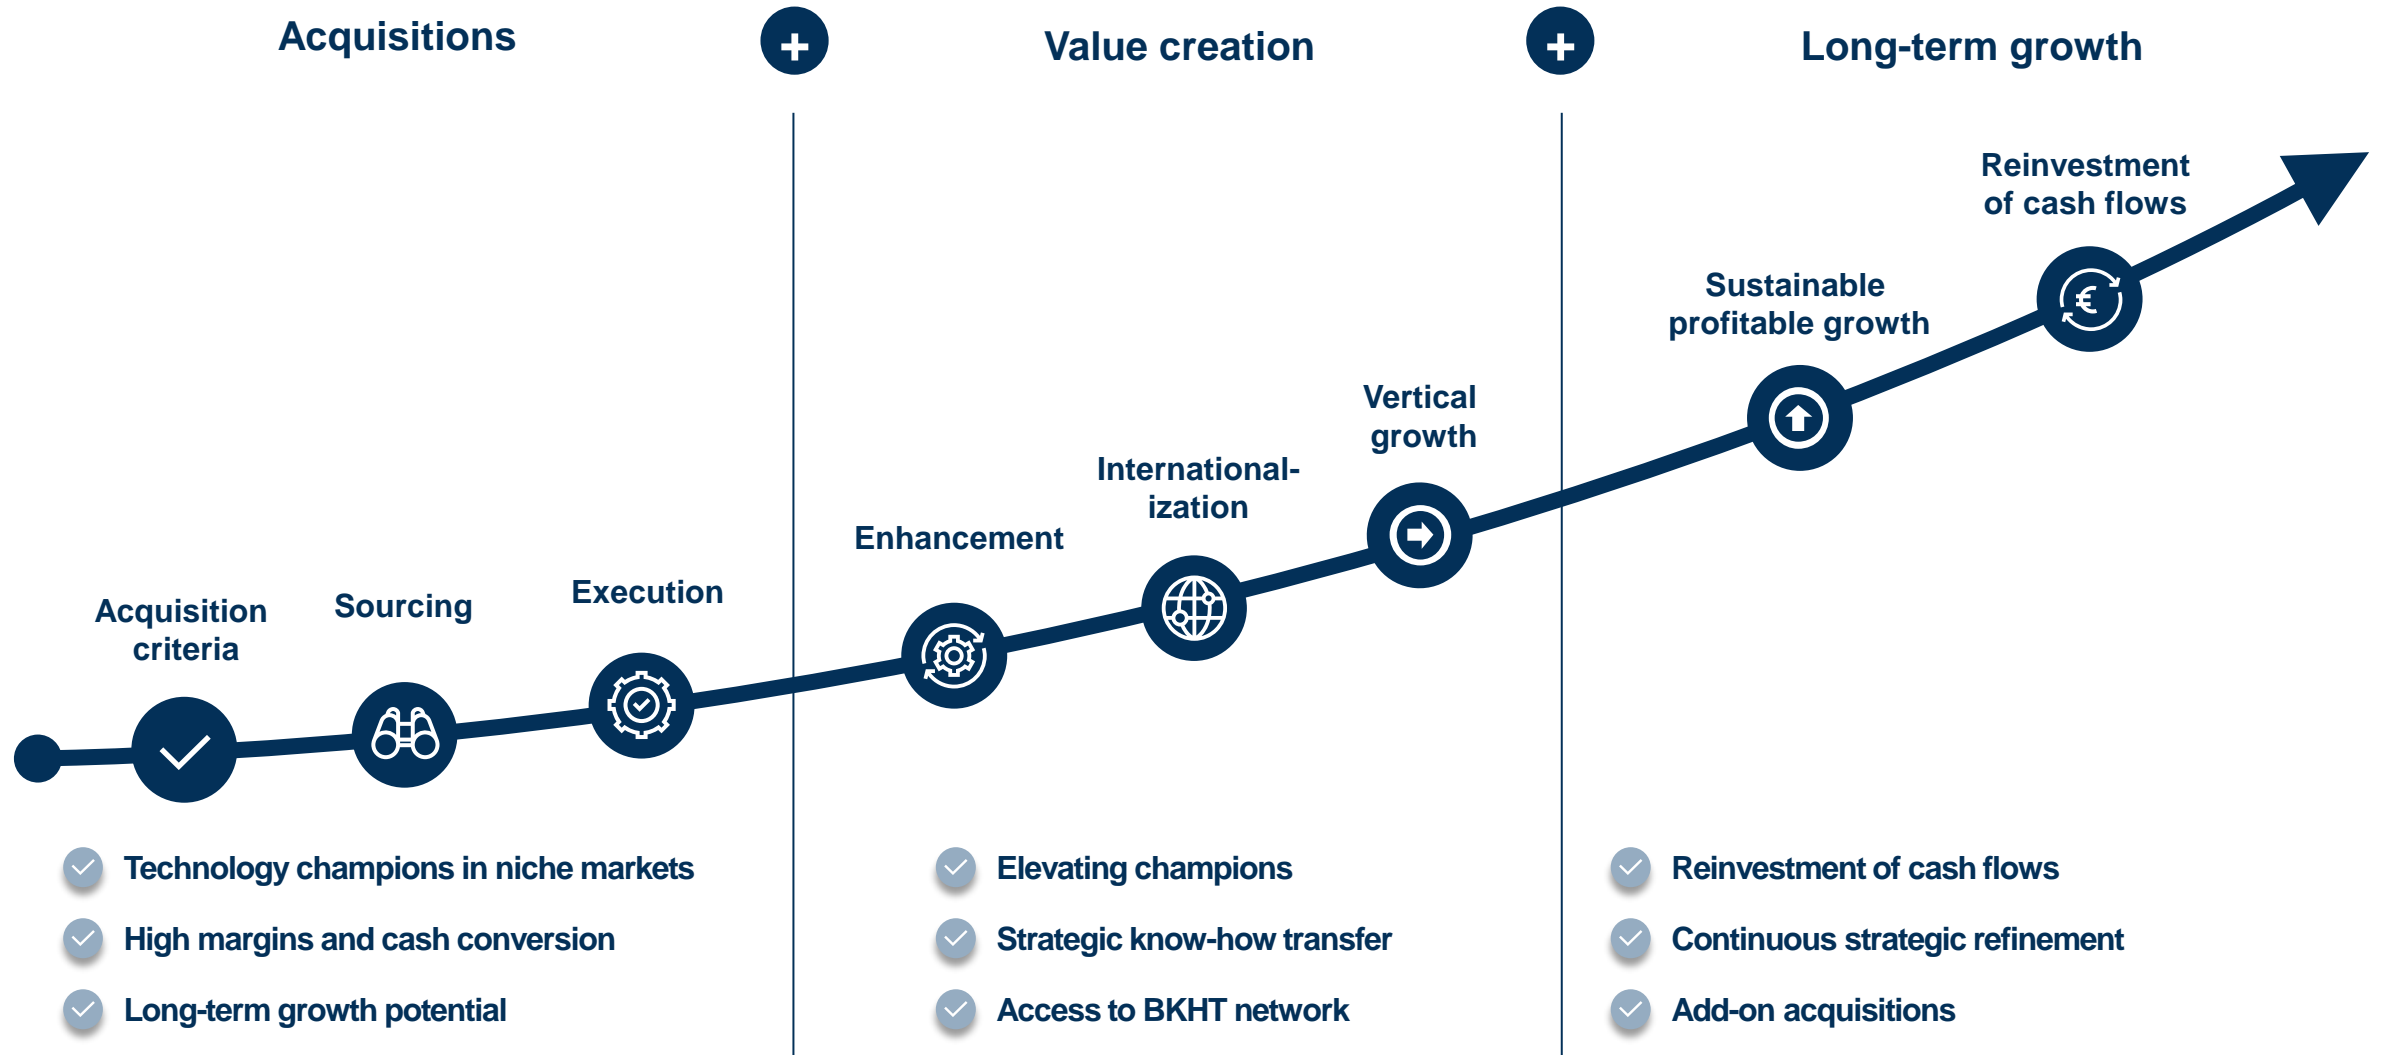 Acquisitions
+
Value creation
+
Long-term growth
Acquisition
criteria
Sourcing
Execution
Enhancement
International-
ization
Vertical
growth
Sustainable
profitable growth
Reinvestment
of cash flows
€
Technology champions in niche markets
High margins and cash conversion
Long-term growth potential
Elevating champions
Strategic know-how transfer
Access to BKHT network
Reinvestment of cash flows
Continuous strategic refinement
Add-on acquisitions